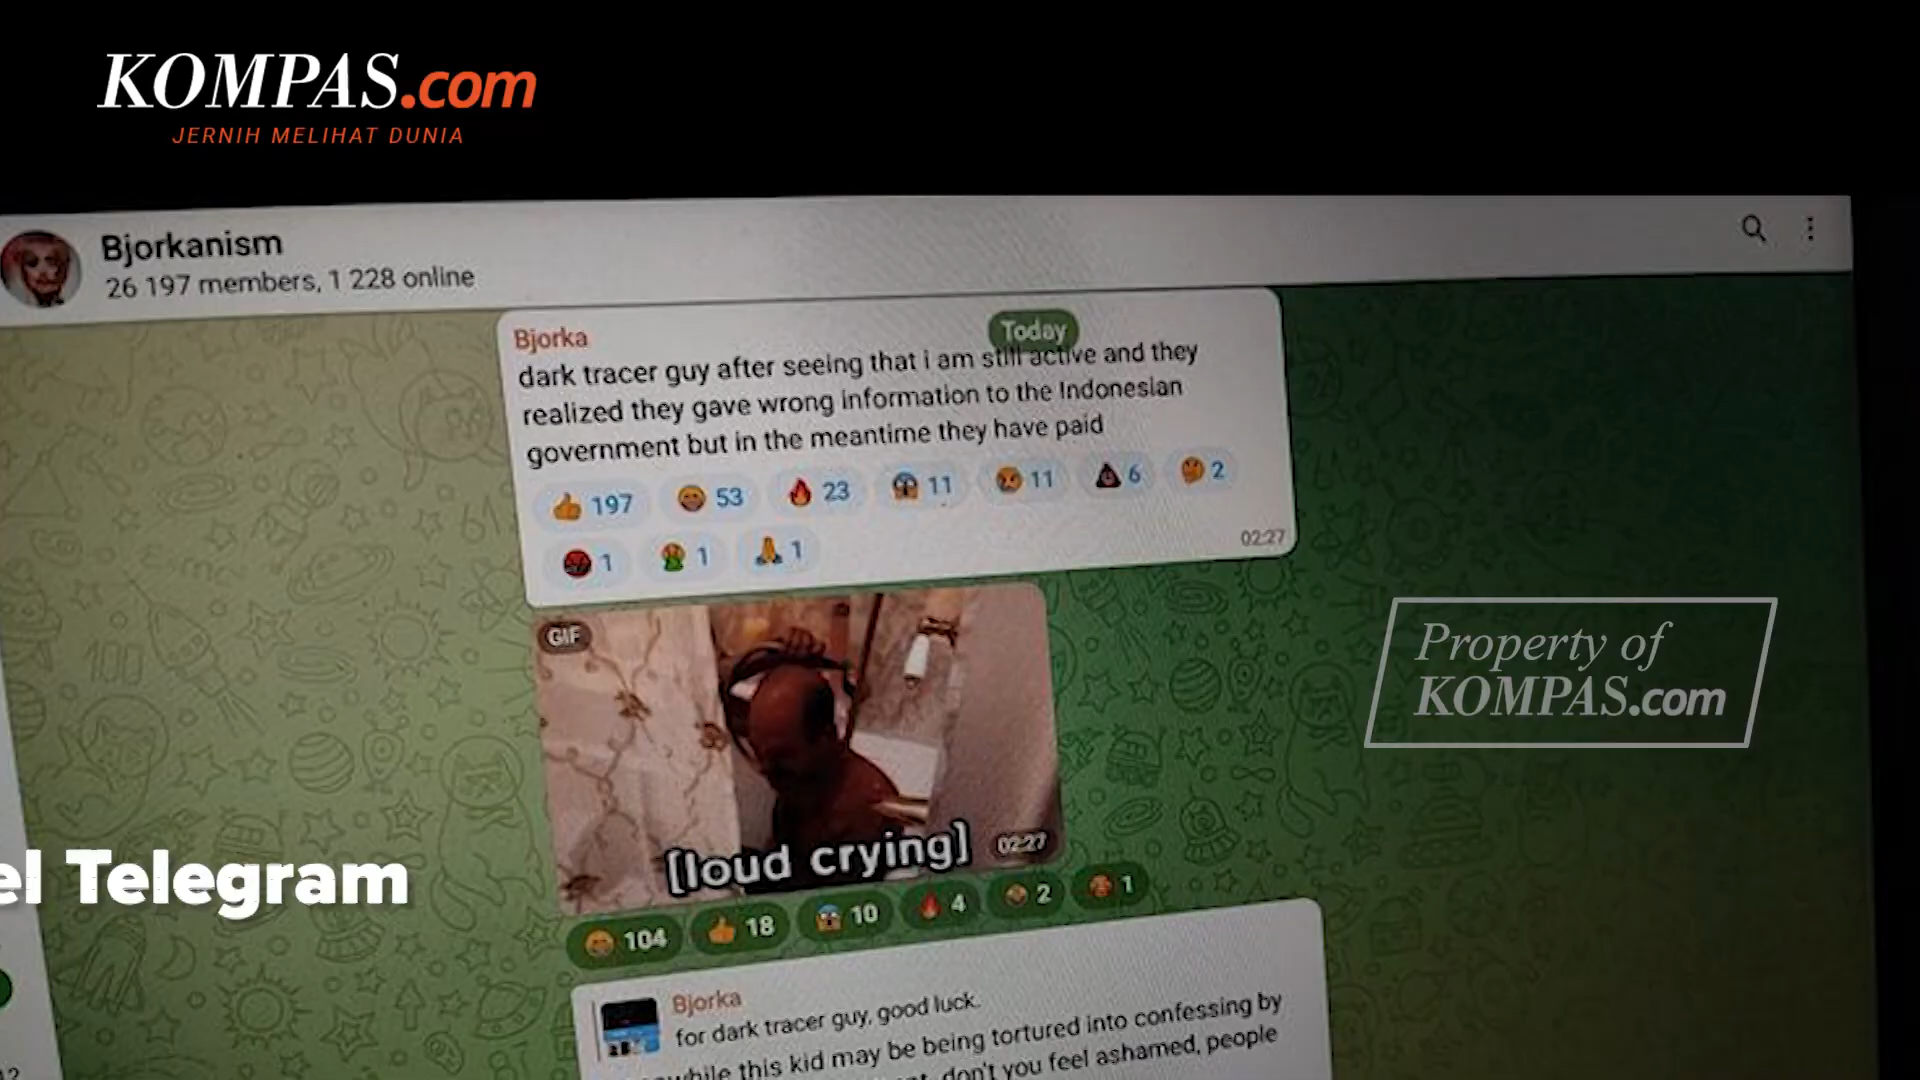 KOMPAS.com
JERNIH MELIHAT DUNIA
Bjorkanism
26 197 members, 1 228 online
Today
Bjorka
dark tracer guy after seeing that i am still active and they
realized they gave wrong information to the Indonesian
government but in the meantime they have paid
197 53 23 11 11 6 2
1 1 1
02:27
GIF
[loud crying]
02:27
104 18 10 4 2 1
Property of
KOMPAS.com
el Telegram
Bjorka
for dark tracer guy, good luck.
while this kid may be being tortured into confessing by
don't you feel ashamed, people